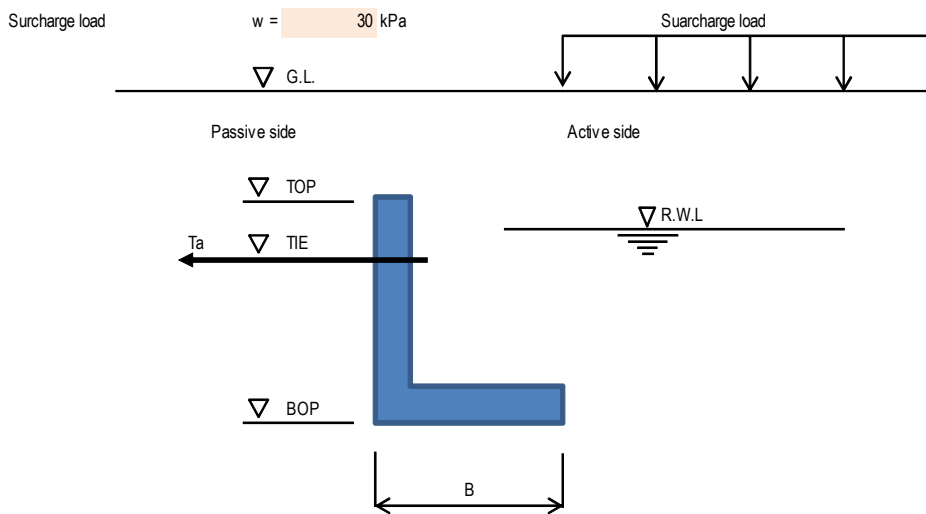 Surcharge load w = 30 kPa Suarcharge load
G.L.
Passive side Active side
TOP
R.W.L
Ta TIE
BOP
B